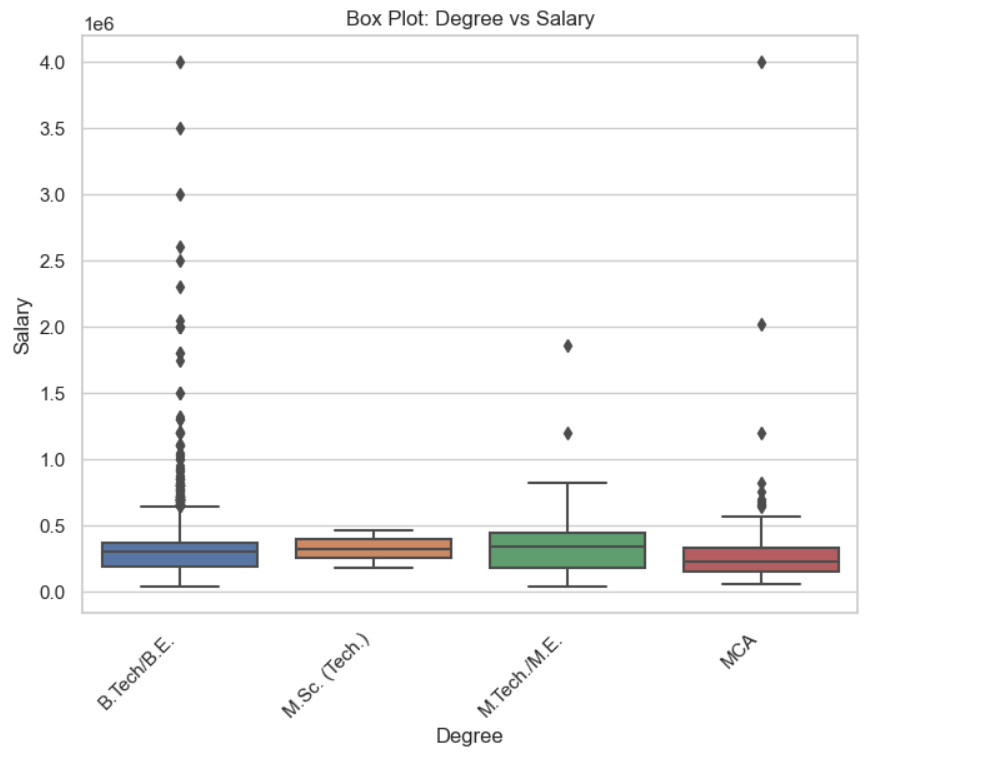 Box Plot: Degree vs Salary
1e6
4.0
3.5
3.0
2.5
2.0
1.5
1.0
0.5
0.0
Salary
B.Tech/B.E.
M.Sc. (Tech.)
M.Tech./M.E.
MCA
Degree